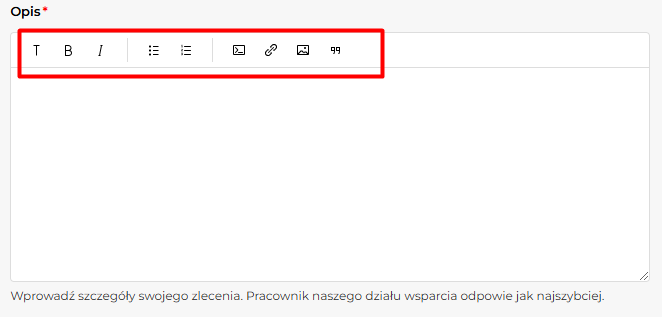 Opis*
T B I
Wprowadź szczegóły swojego zlecenia. Pracownik naszego działu wsparcia odpowie jak najszybciej.